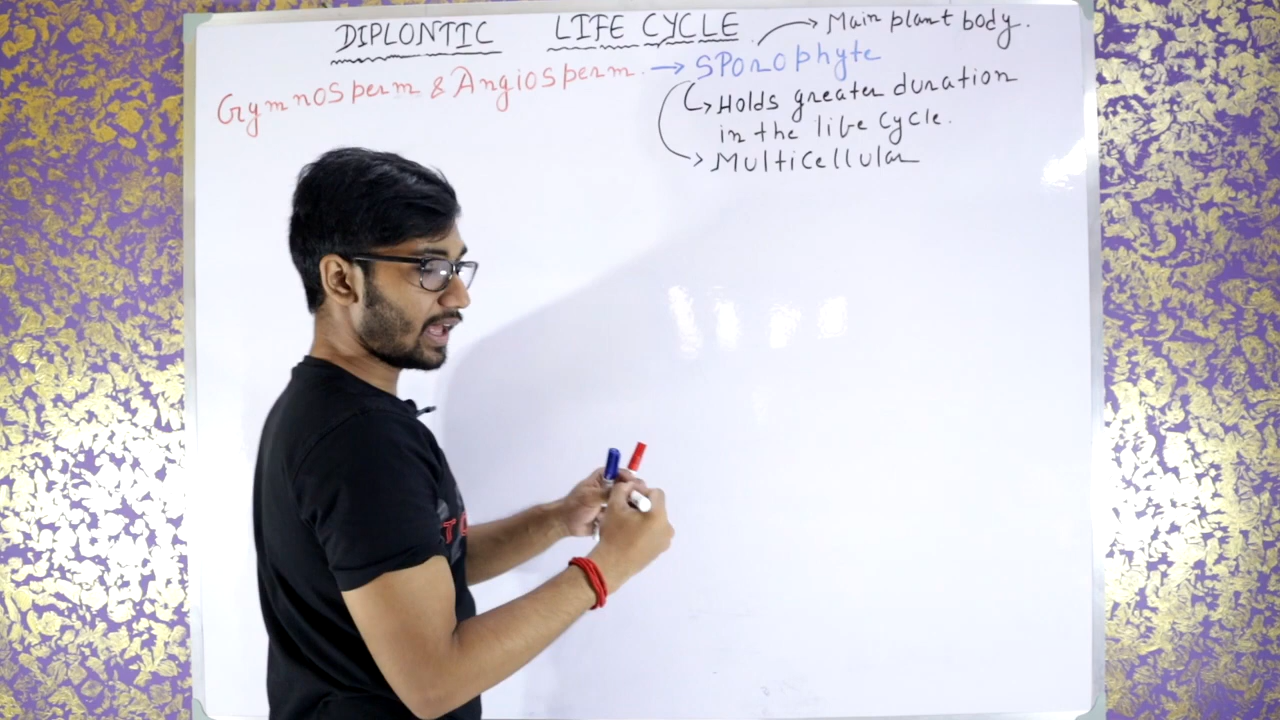 DIPLONTIC LIFE CYCLE
→ Main plant body.
Gymnosperm & Angiosperm. → Sporophyte
→ Holds greater duration
in the life cycle.
→ Multicellular